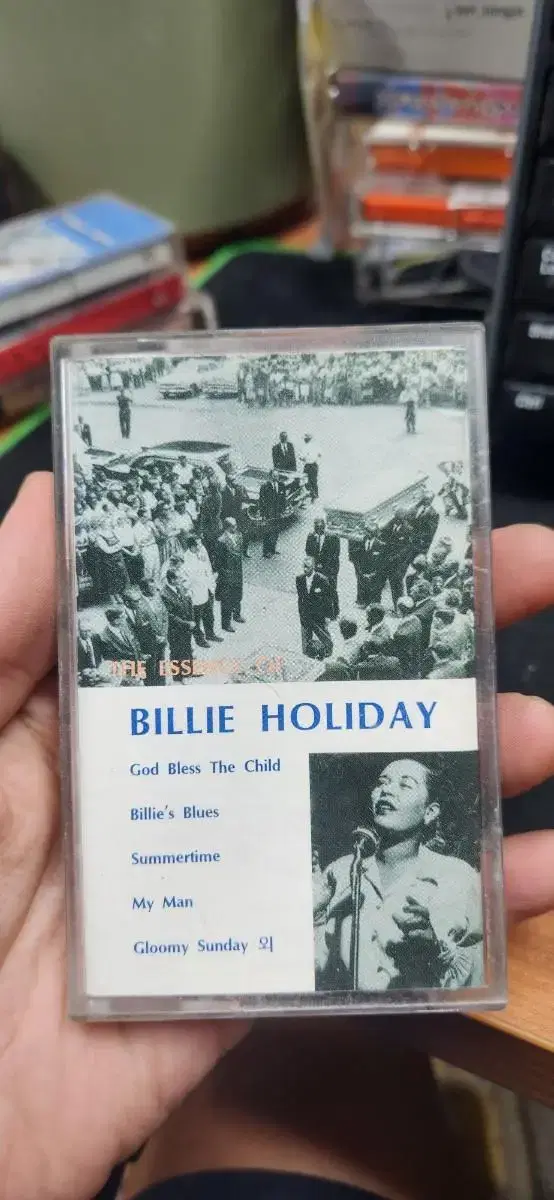 THE ESSENCE OF
BILLIE HOLIDAY
God Bless The Child
Billie's Blues
Summertime
My Man
Gloomy Sunday 외